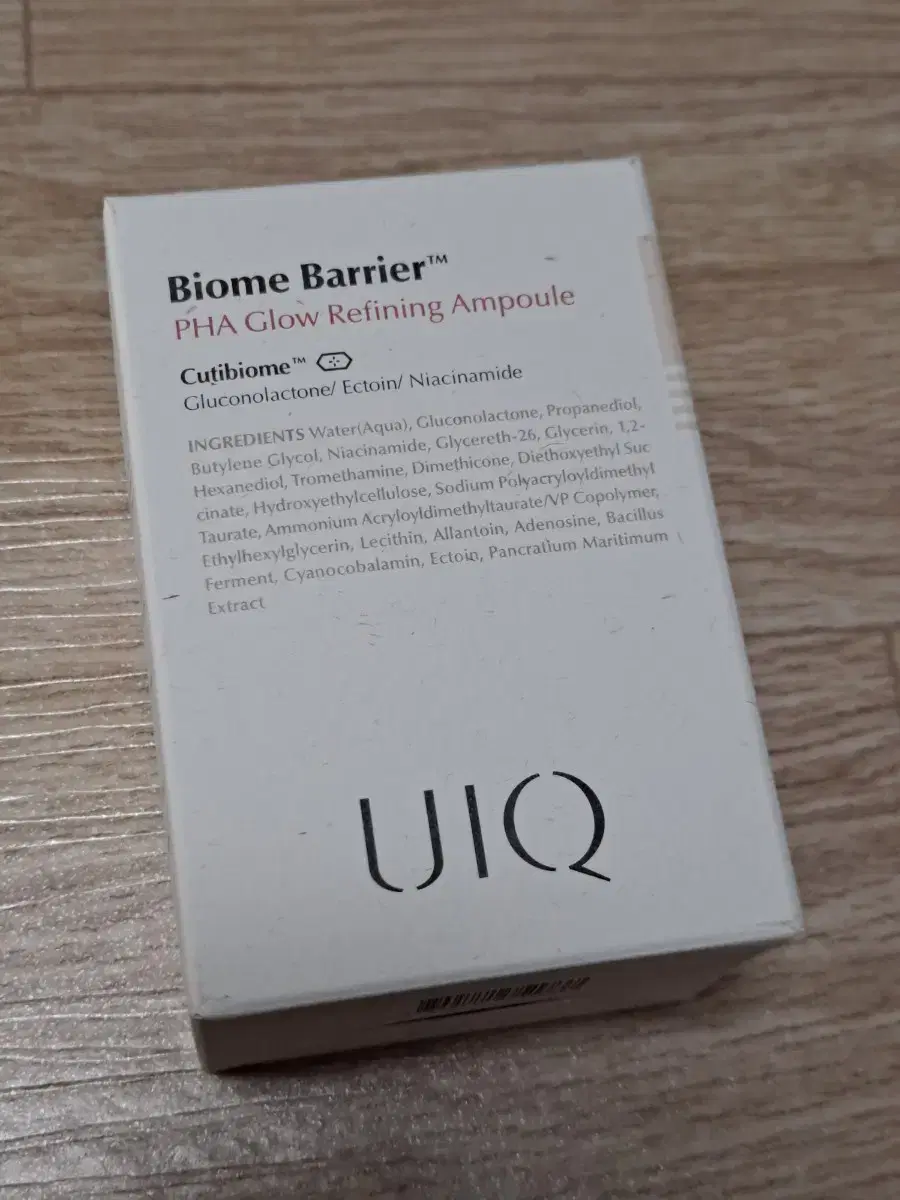 Biome Barrier™
PHA Glow Refining Ampoule
Cutibiome™
Gluconolactone/ Ectoin/ Niacinamide
INGREDIENTS Water(Aqua), Gluconolactone, Propanediol,
Butylene Glycol, Niacinamide, Glycereth-26, Glycerin, 1,2-
Hexanediol, Tromethamine, Dimethicone, Diethoxyethyl Suc
cinate, Hydroxyethylcellulose, Sodium Polyacryloyldimethyl
Taurate, Ammonium Acryloyldimethyltaurate/VP Copolymer,
Ethylhexylglycerin, Lecithin, Allantoin, Adenosine, Bacillus
Ferment, Cyanocobalamin, Ectoin, Pancratium Maritimum
Extract
UIQ